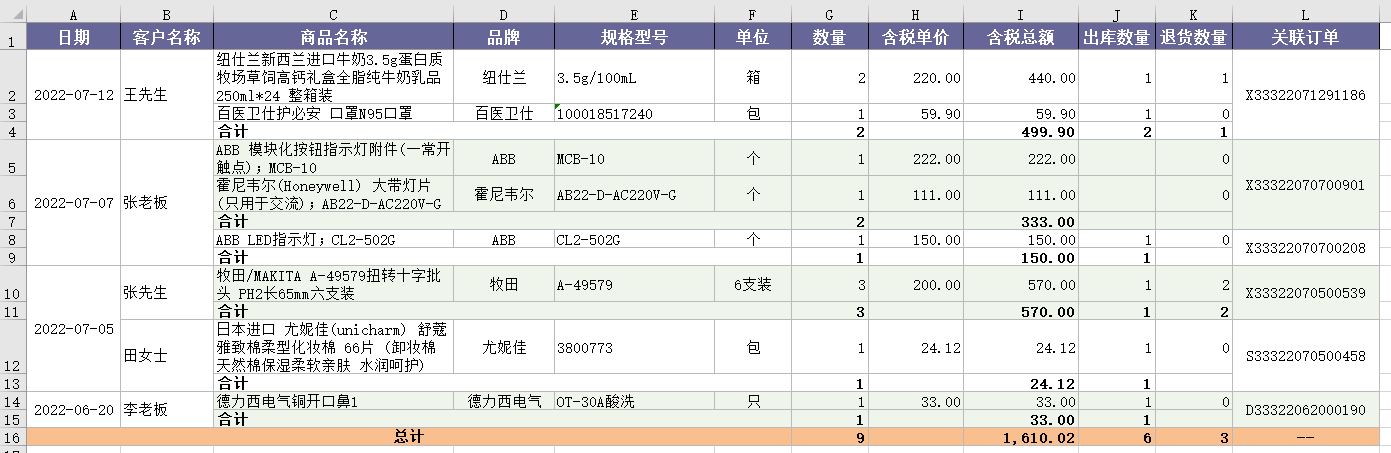 A B C D E F G H I J K L
1 日期 客户名称 商品名称 品牌 规格型号 单位 数量 含税单价 含税总额 出库数量 退货数量 关联订单
纽仕兰新西兰进口牛奶3.5g蛋白质
牧场草饲高钙礼盒全脂纯牛奶乳品
250ml*24 整箱装
2 2022-07-12 王先生 纽仕兰 3.5g/100mL 箱 2 220.00 440.00 1 1 X33322071291186
3 百医卫仕护必安 口罩N95口罩 百医卫仕 100018517240 包 1 59.90 59.90 1 0
4 合计 2 499.90 2 1
ABB 模块化按钮指示灯附件(一常开
触点);MCB-10
5 ABB MCB-10 个 1 222.00 222.00 0
霍尼韦尔(Honeywell) 大带灯片
(只用于交流);AB22-D-AC220V-G
6 2022-07-07 张老板 霍尼韦尔 AB22-D-AC220V-G 个 1 111.00 111.00 0 X33322070700901
7 合计 2 333.00
8 ABB LED指示灯;CL2-502G ABB CL2-502G 个 1 150.00 150.00 1 0 X33322070700208
9 合计 1 150.00 1
牧田/MAKITA A-49579扭转十字批
头 PH2长65mm六支装
10 张先生 牧田 A-49579 6支装 3 200.00 570.00 1 2 X33322070500539
11 合计 3 570.00 1 2
日本进口 尤妮佳(unicharm) 舒蔻
雅致棉柔型化妆棉 66片 (卸妆棉
天然棉保湿柔软亲肤 水润呵护)
12 2022-07-05 田女士 尤妮佳 3800773 包 1 24.12 24.12 1 0 S33322070500458
13 合计 1 24.12 1
14 2022-06-20 李老板 德力西电气铜开口鼻1 德力西电气 OT-30A酸洗 只 1 33.00 33.00 1 0 D33322062000190
15 合计 1 33.00 1
16 总计 9 1,610.02 6 3 --